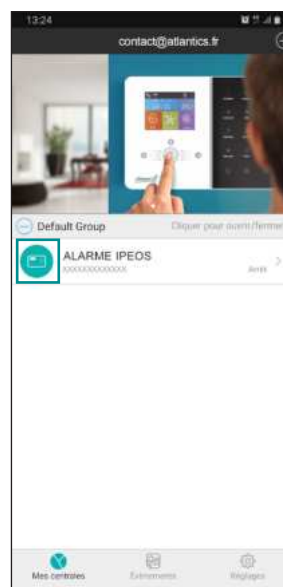 13:24
contact@atlantics.fr
Default Group
Cliquer pour ouvrir/fermer
ALARME IPEOS
XXXXXXXXXXXXX
Arrêt
Mes centrales
Événements
Réglages